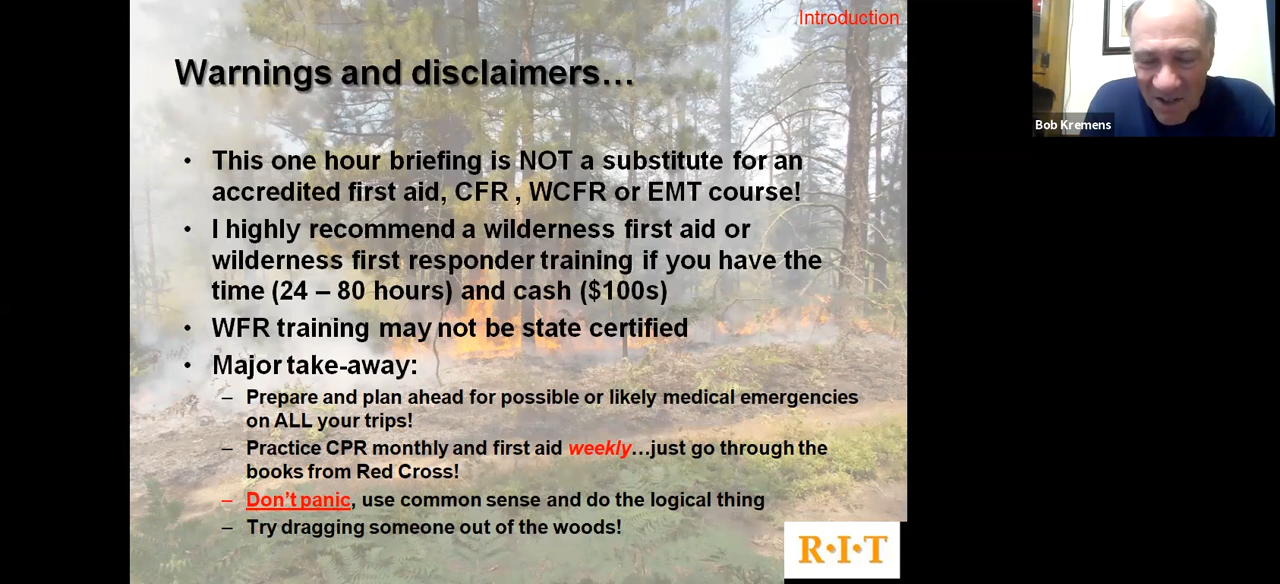 Introduction
Warnings and disclaimers…
• This one hour briefing is NOT a substitute for an
accredited first aid, CFR , WCFR or EMT course!
• I highly recommend a wilderness first aid or
wilderness first responder training if you have the
time (24 – 80 hours) and cash ($100s)
• WFR training may not be state certified
• Major take-away:
– Prepare and plan ahead for possible or likely medical emergencies
on ALL your trips!
– Practice CPR monthly and first aid weekly…just go through the
books from Red Cross!
– Don't panic, use common sense and do the logical thing
– Try dragging someone out of the woods!
R·I·T
Bob Kremens